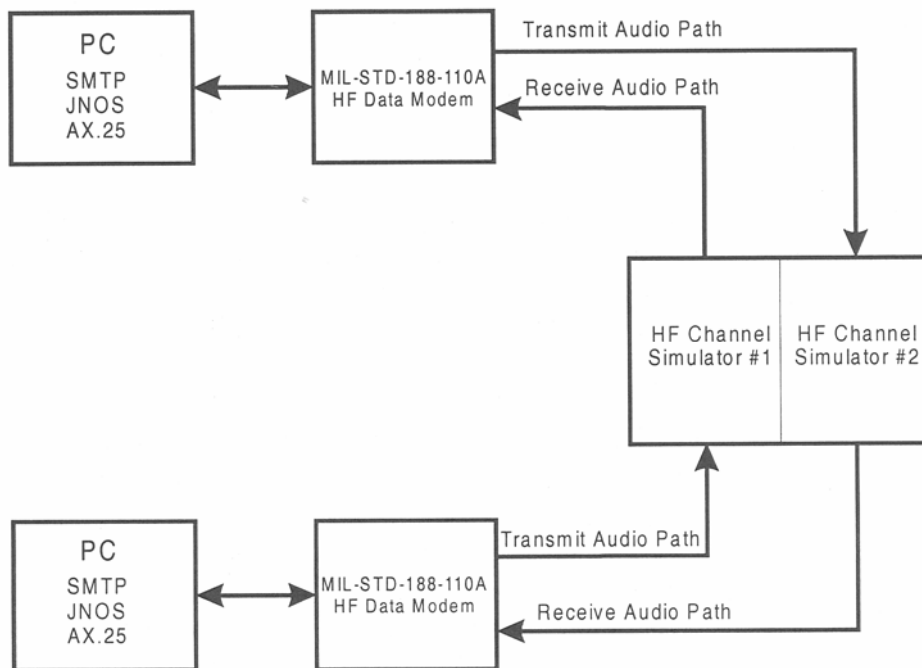 PC
SMTP
JNOS
AX.25
MIL-STD-188-110A
HF Data Modem
Transmit Audio Path
Receive Audio Path
HF Channel
Simulator #1
HF Channel
Simulator #2
PC
SMTP
JNOS
AX.25
MIL-STD-188-110A
HF Data Modem
Transmit Audio Path
Receive Audio Path